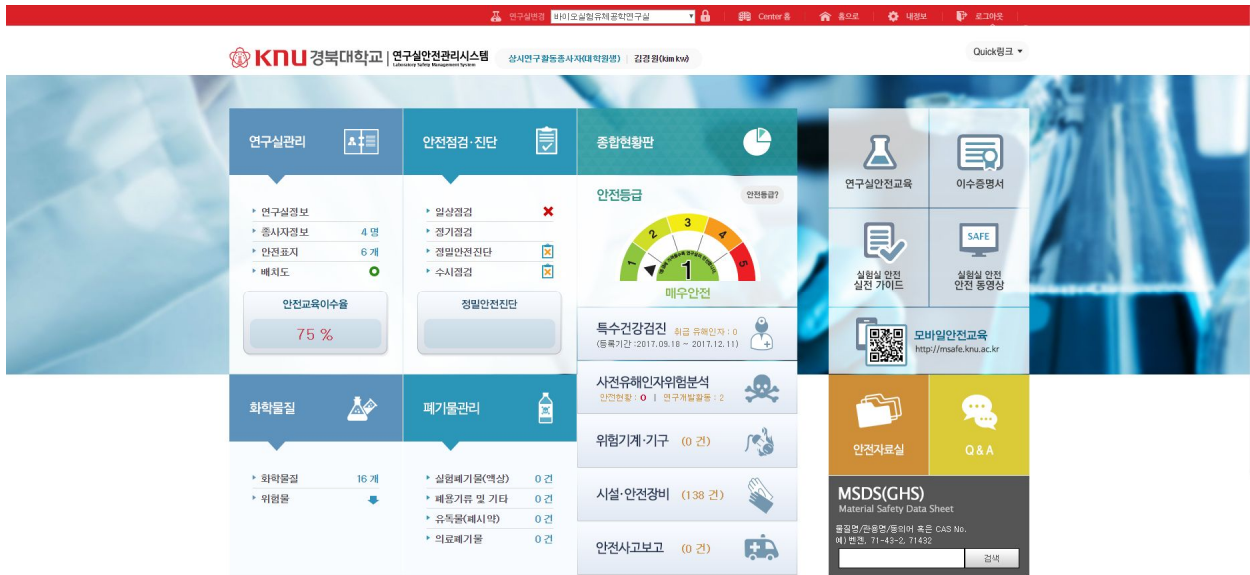 연구실변경 바이오실험유체공학연구실 Center홈 홈으로 내정보 로그아웃
KNU 경북대학교 연구실안전관리시스템 상시연구활동종사자(대학원생) 김경원(kim kw) Quick링크
Laboratory Safety Management System
연구실관리
연구실정보
종사자정보 4 명
안전표지 6 개
배치도
안전교육이수율
75 %
안전점검·진단
일상점검
정기점검
정밀안전진단
수시점검
정밀안전진단
종합현황판
안전등급 안전등급?
1 2 3 4 5
1
매우안전
특수건강검진 취급 유해인자 : 0
(등록기간 :2017.09.18 ~ 2017.12.11)
사전유해인자위험분석
안전현황 : O | 연구개발활동 : 2
위험기계·기구 (0 건)
시설·안전장비 (138 건)
안전사고보고 (0 건)
연구실안전교육
이수증명서
실험실 안전
실전 가이드
SAFE
실험실 안전
안전 동영상
모바일안전교육
http://msafe.knu.ac.kr
화학물질
화학물질 16 개
위험물
폐기물관리
실험폐기물(액상) 0 건
폐용기류 및 기타 0 건
유독물(폐시약) 0 건
의료폐기물 0 건
안전자료실
Q & A
MSDS(GHS)
Material Safety Data Sheet
물질명/관용명/동의어 혹은 CAS No.
예) 벤젠, 71-43-2, 71432
검색